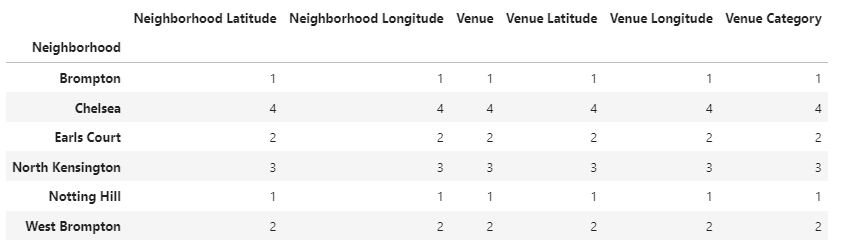 Neighborhood Latitude Neighborhood Longitude Venue Venue Latitude Venue Longitude Venue Category
Neighborhood
Brompton 1 1 1 1 1 1
Chelsea 4 4 4 4 4 4
Earls Court 2 2 2 2 2 2
North Kensington 3 3 3 3 3 3
Notting Hill 1 1 1 1 1 1
West Brompton 2 2 2 2 2 2